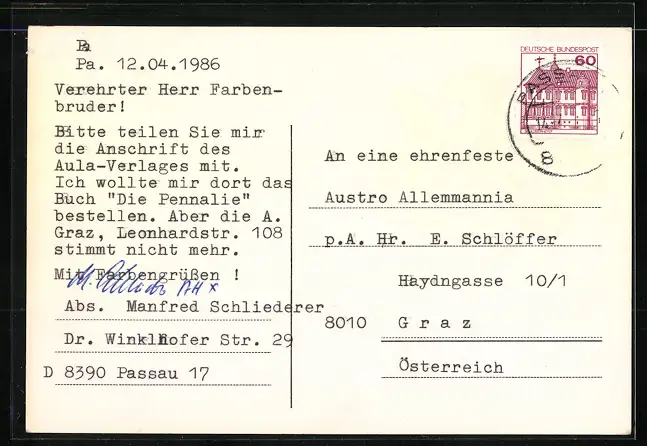 Pa. 12.04.1986
Verehrter Herr Farben-
bruder!
Bitte teilen Sie mir
die Anschrift des
Aula-Verlages mit.
Ich wollte mir dort das
Buch "Die Pennalie"
bestellen. Aber die A.
Graz, Leonhardstr. 108
stimmt nicht mehr.
Mit Farbengrüßen !
Abs. Manfred Schliederer
Dr. Winklhofer Str. 29
D 8390 Passau 17
DEUTSCHE BUNDESPOST
60
8
An eine ehrenfeste
Austro Allemannia
p.A. Hr. E. Schlöffer
Haydngasse 10/1
8010 Graz
Österreich